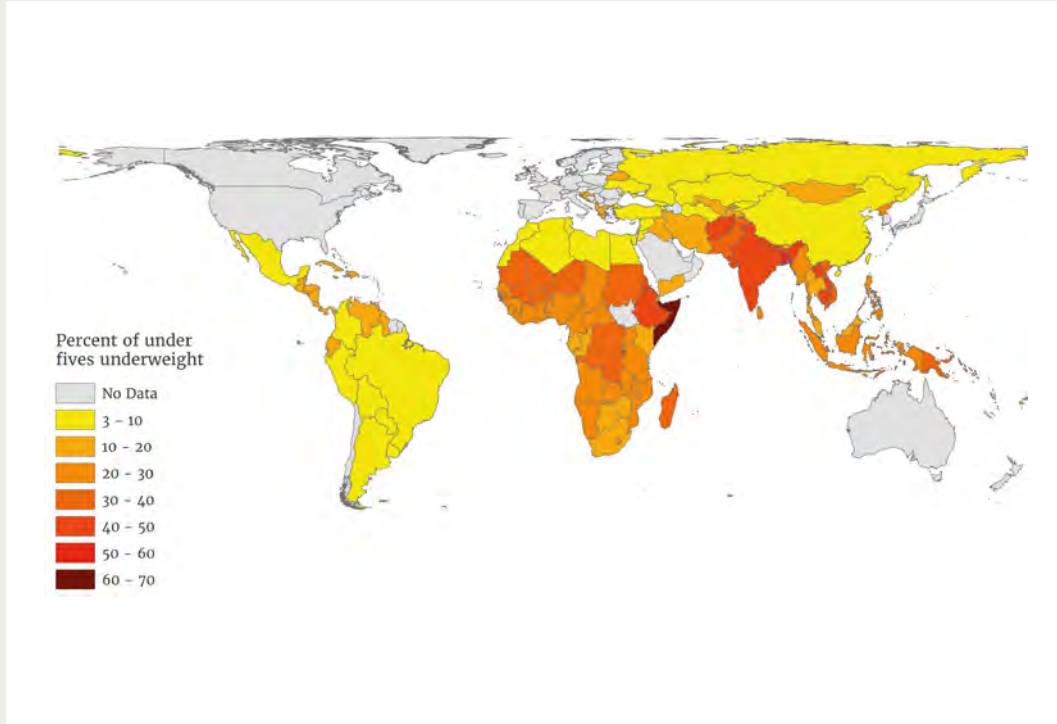 Percent of under
fives underweight
No Data
3 – 10
10 – 20
20 – 30
30 – 40
40 – 50
50 – 60
60 – 70